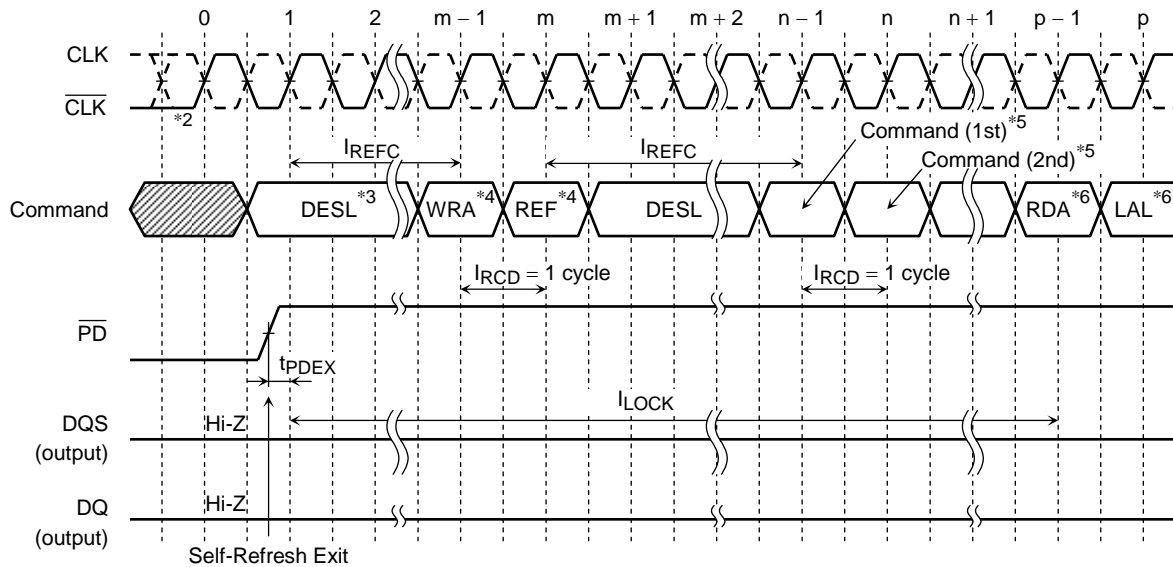 0 1 2 m − 1 m m + 1 m + 2 n − 1 n n + 1 p − 1 p
CLK
CLK
*2
Command (1st)*5
IREFC IREFC
Command (2nd)*5
Command DESL*3 WRA*4 REF*4 DESL RDA*6 LAL*6
IRCD = 1 cycle IRCD = 1 cycle
PD
tPDEX
ILOCK
DQS Hi-Z
(output)
DQ Hi-Z
(output)
Self-Refresh Exit